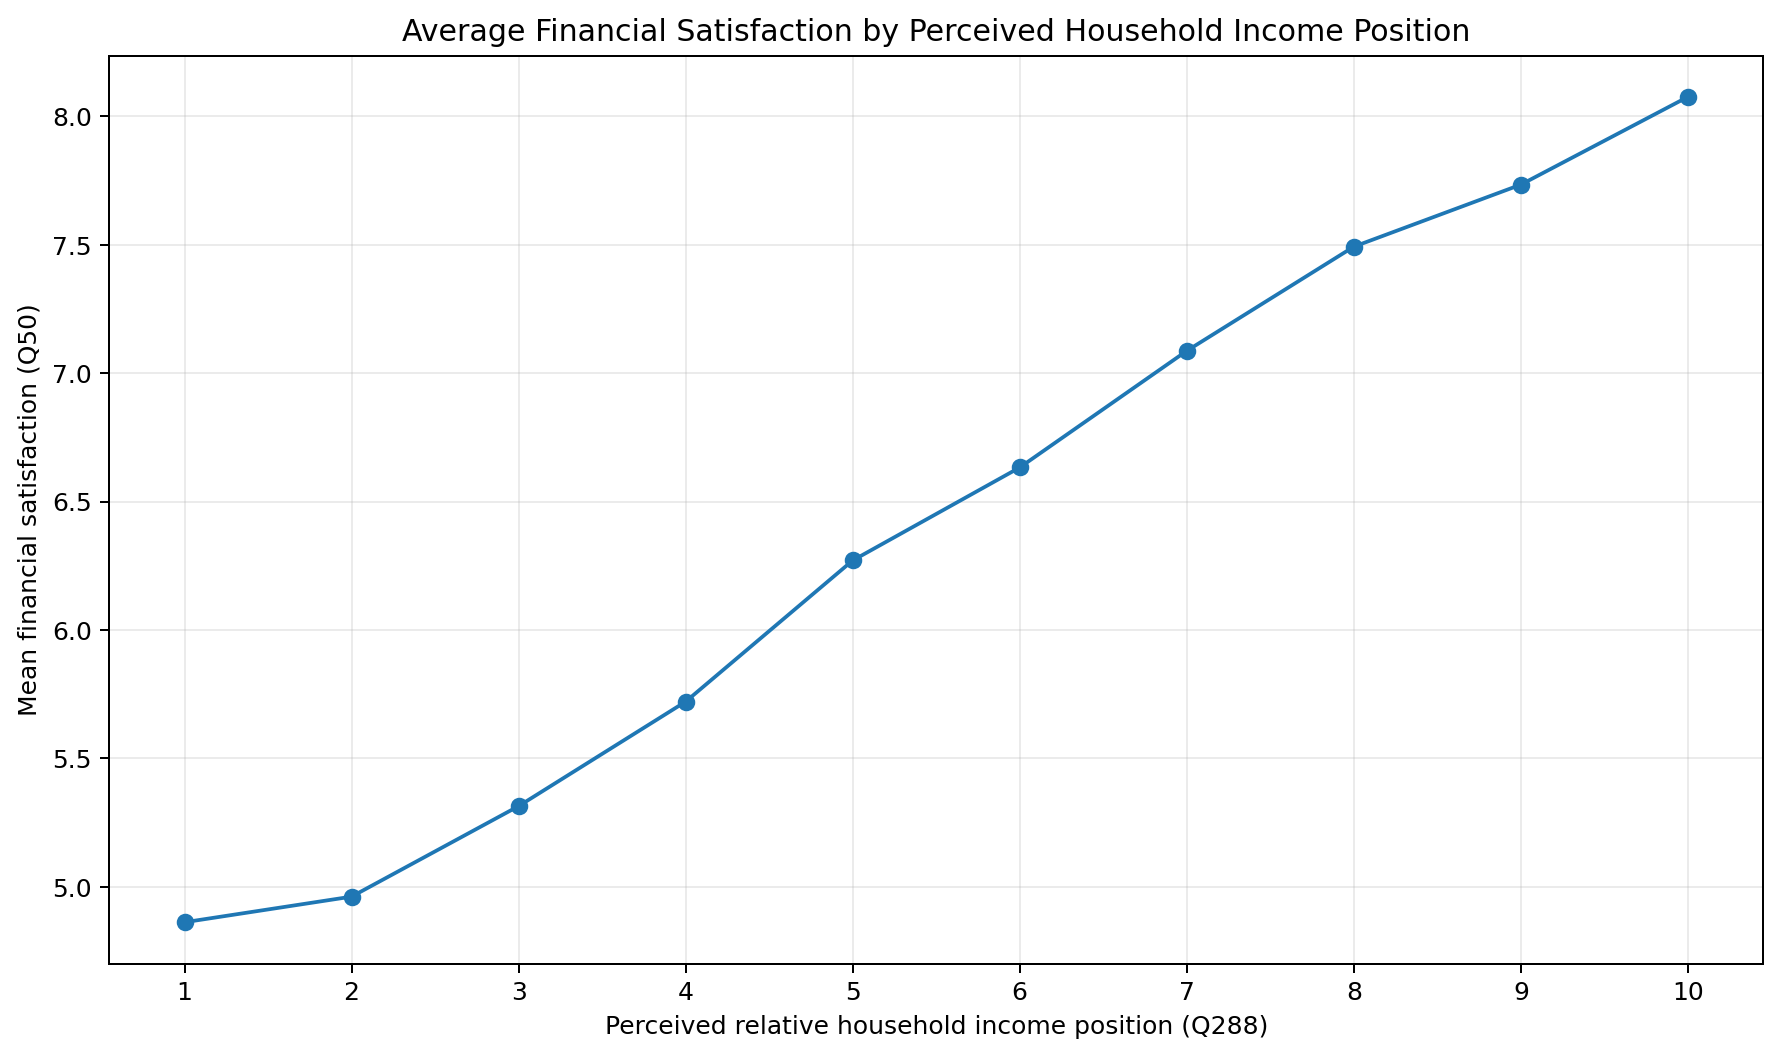 Average Financial Satisfaction by Perceived Household Income Position
Mean financial satisfaction (Q50)
8.0
7.5
7.0
6.5
6.0
5.5
5.0
1 2 3 4 5 6 7 8 9 10
Perceived relative household income position (Q288)